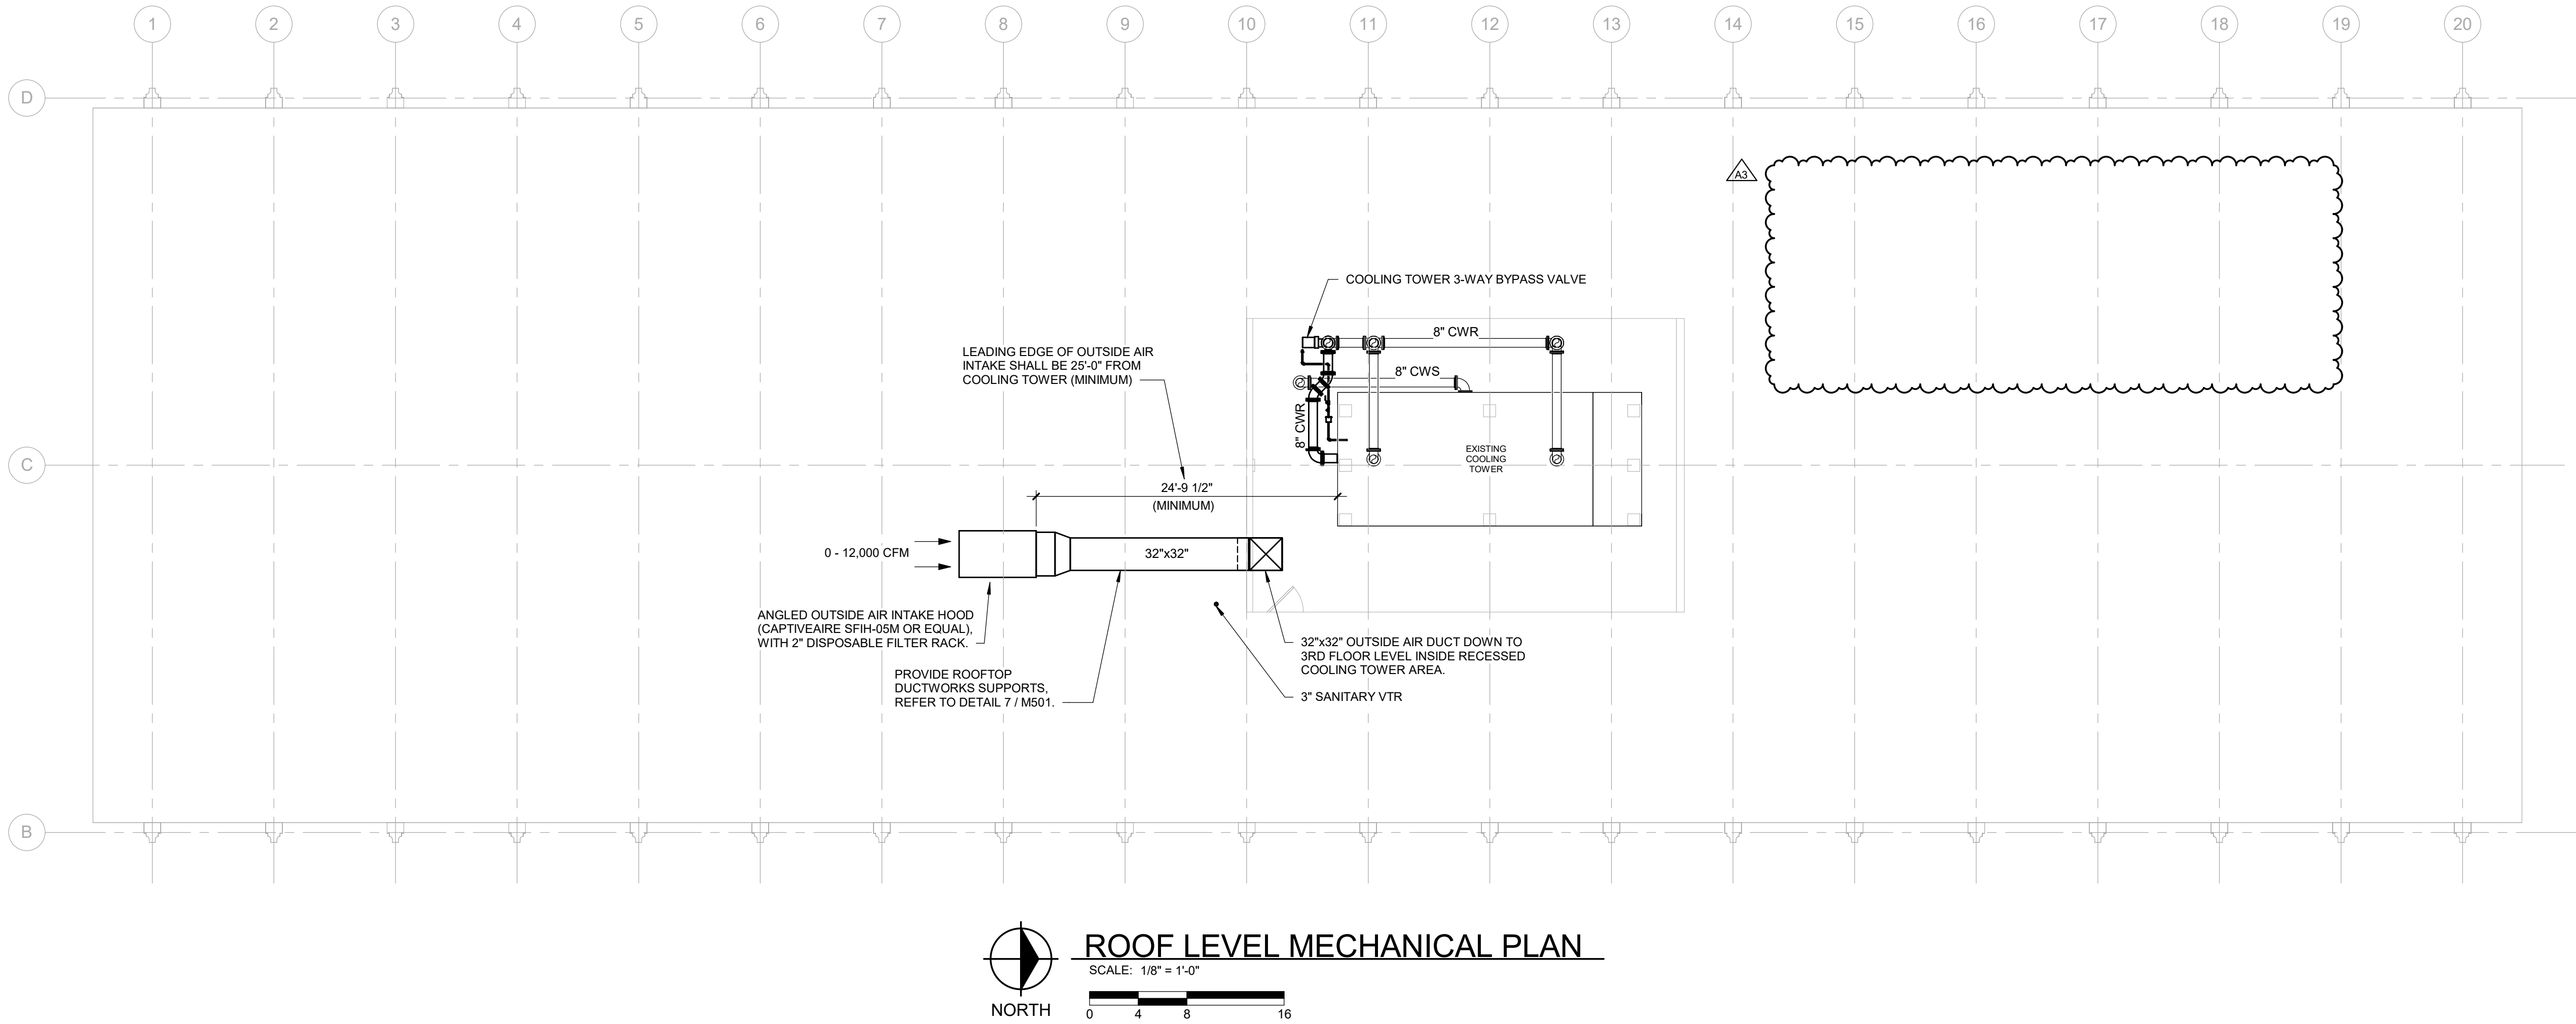 1 2 3 4 5 6 7 8 9 10 11 12 13 14 15 16 17 18 19 20
D
A3
COOLING TOWER 3-WAY BYPASS VALVE
8" CWR
LEADING EDGE OF OUTSIDE AIR
INTAKE SHALL BE 25'-0" FROM
COOLING TOWER (MINIMUM)
8" CWS
8" CWR
EXISTING
COOLING
TOWER
C
24'-9 1/2"
(MINIMUM)
0 - 12,000 CFM
32"x32"
ANGLED OUTSIDE AIR INTAKE HOOD
(CAPTIVEAIRE SFIH-05M OR EQUAL),
WITH 2" DISPOSABLE FILTER RACK.
32"x32" OUTSIDE AIR DUCT DOWN TO
3RD FLOOR LEVEL INSIDE RECESSED
COOLING TOWER AREA.
PROVIDE ROOFTOP
DUCTWORKS SUPPORTS,
REFER TO DETAIL 7 / M501.
3" SANITARY VTR
B
ROOF LEVEL MECHANICAL PLAN
SCALE: 1/8" = 1'-0"
NORTH
0 4 8 16